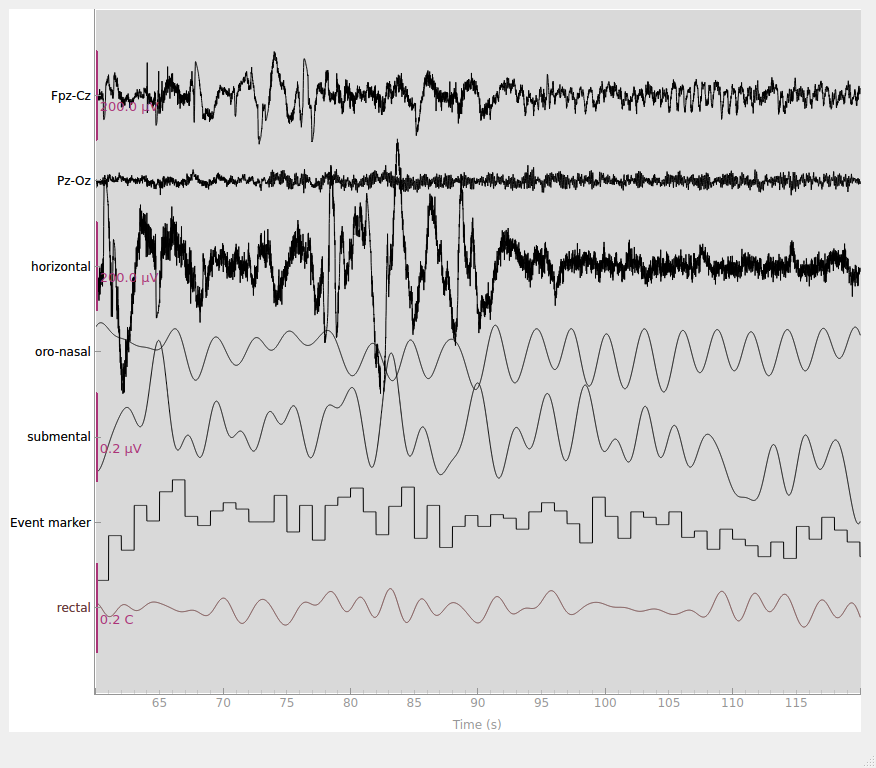 Fpz-Cz
200.0 µV
Pz-Oz
horizontal
200.0 µV
oro-nasal
submental
0.2 µV
Event marker
rectal
0.2 C
65 70 75 80 85 90 95 100 105 110 115
Time (s)